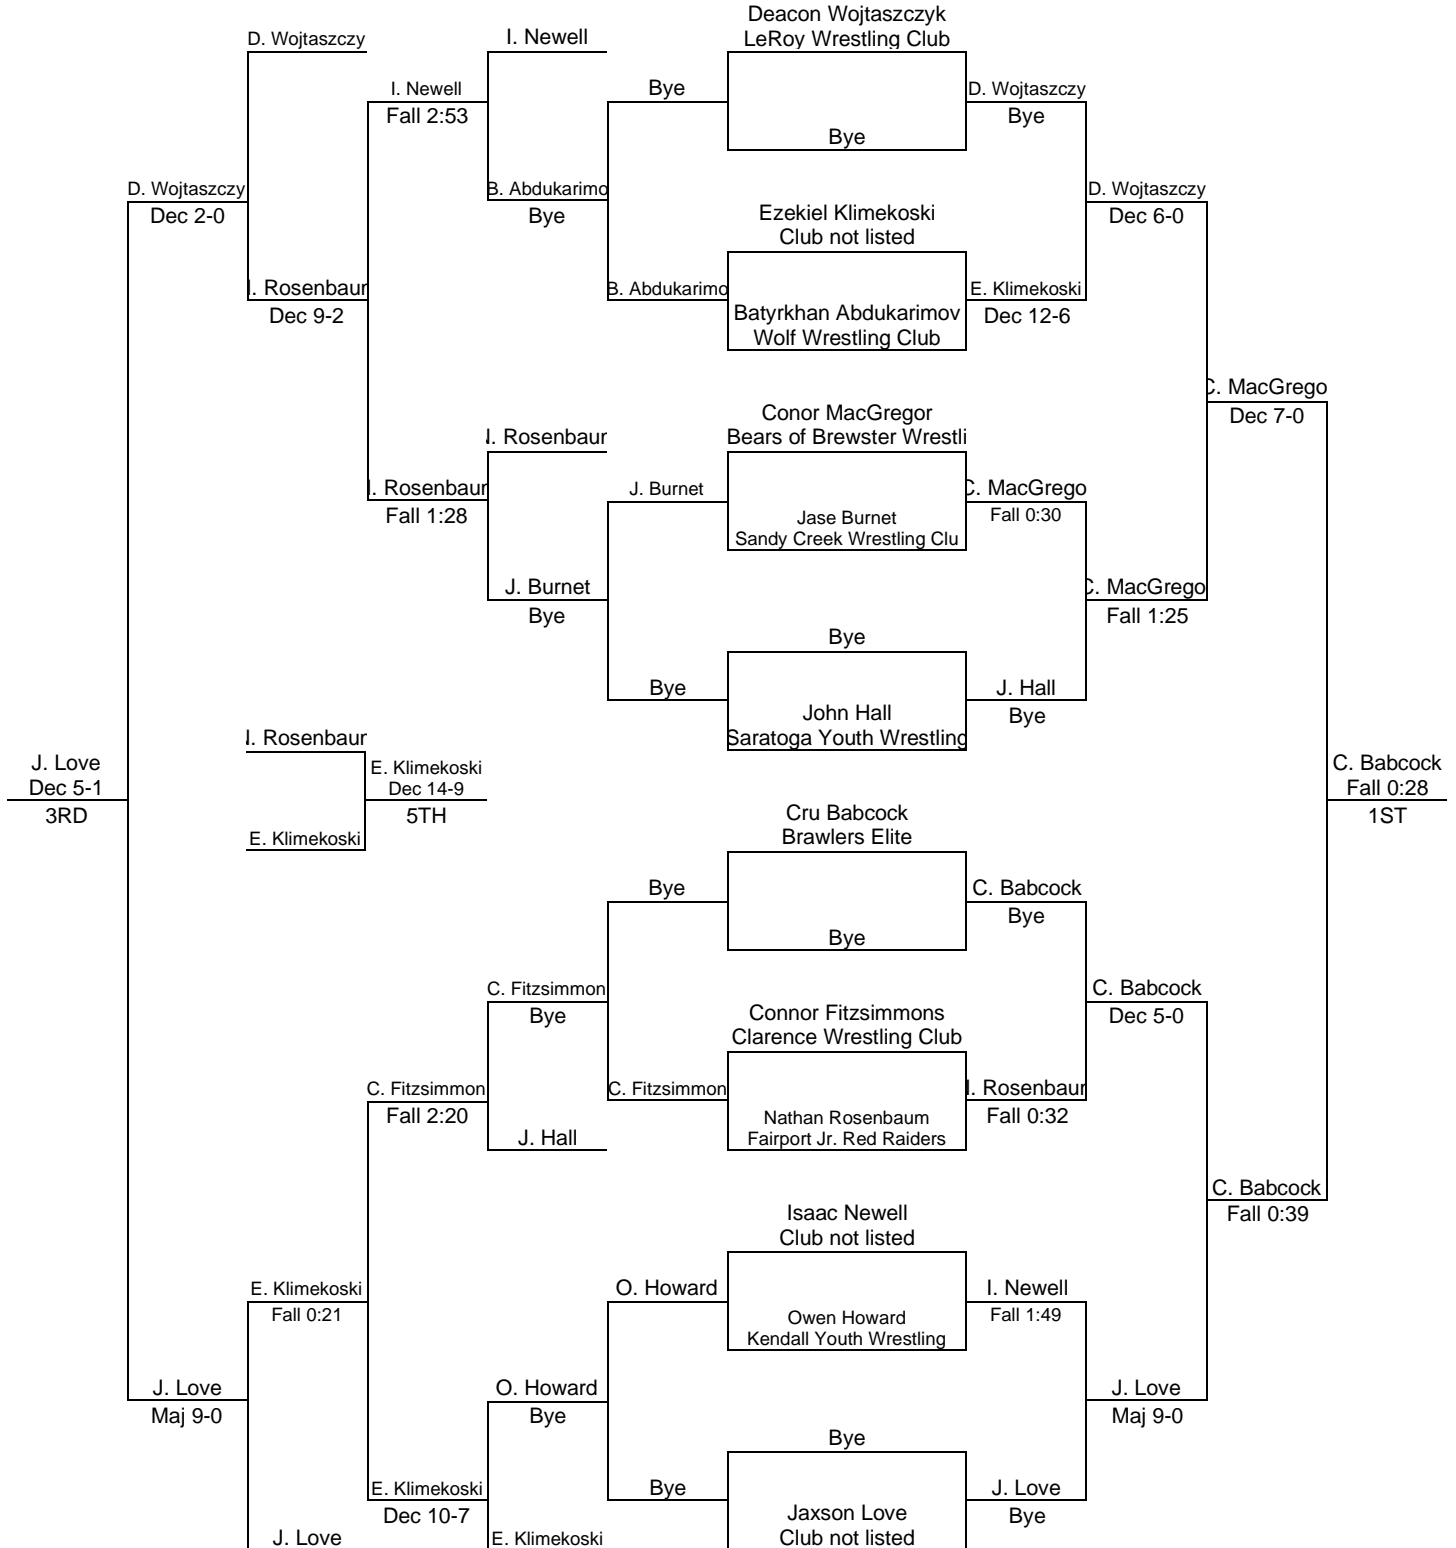 Deacon Wojtaszczyk
LeRoy Wrestling Club
D. Wojtaszczy
I. Newell
I. Newell
Fall 2:53
Bye
D. Wojtaszczy
Bye
Bye
D. Wojtaszczy
Dec 2-0
B. Abdukarimo
Bye
D. Wojtaszczy
Dec 6-0
Ezekiel Klimekoski
Club not listed
. Rosenbaur
Dec 9-2
B. Abdukarimo
Batyrkhan Abdukarimov
Wolf Wrestling Club
E. Klimekoski
Dec 12-6
C. MacGrego
Dec 7-0
Conor MacGregor
Bears of Brewster Wrestli
. Rosenbaur
. Rosenbaur
Fall 1:28
J. Burnet
Jase Burnet
Sandy Creek Wrestling Clu
C. MacGrego
Fall 0:30
J. Burnet
Bye
C. MacGrego
Fall 1:25
Bye
Bye
John Hall
Saratoga Youth Wrestling
J. Hall
Bye
J. Love
Dec 5-1
3RD
. Rosenbaur
E. Klimekoski
Dec 14-9
5TH
E. Klimekoski
C. Babcock
Fall 0:28
1ST
Cru Babcock
Brawlers Elite
Bye
Bye
C. Babcock
Bye
C. Fitzsimmon
Bye
C. Babcock
Dec 5-0
Connor Fitzsimmons
Clarence Wrestling Club
C. Fitzsimmon
Fall 2:20
C. Fitzsimmon
Nathan Rosenbaum
Fairport Jr. Red Raiders
. Rosenbaur
Fall 0:32
J. Hall
C. Babcock
Fall 0:39
Isaac Newell
Club not listed
E. Klimekoski
Fall 0:21
O. Howard
Owen Howard
Kendall Youth Wrestling
I. Newell
Fall 1:49
J. Love
Maj 9-0
O. Howard
Bye
J. Love
Maj 9-0
Bye
E. Klimekoski
Dec 10-7
Bye
Jaxson Love
Club not listed
J. Love
Bye
J. Love
E. Klimekoski